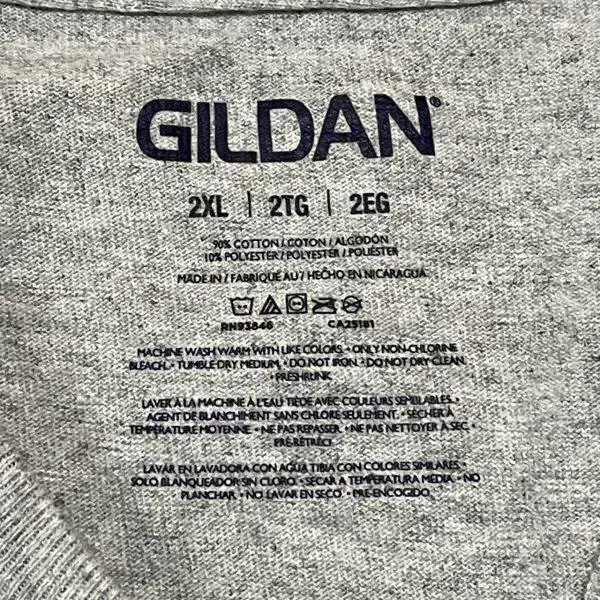 GILDAN®
2XL | 2TG | 2EG
90% COTTON / COTON / ALGODÓN
10% POLYESTER / POLYESTER / POLIÉSTER
MADE IN / FABRIQUÉ AU / HECHO EN NICARAGUA
RN93846 CA25181
MACHINE WASH WARM WITH LIKE COLORS. • ONLY NON-CHLORINE
BLEACH. • TUMBLE DRY MEDIUM. • DO NOT IRON. • DO NOT DRY CLEAN.
• PRESHRUNK
LAVER À LA MACHINE À L'EAU TIÈDE AVEC COULEURS SEMBLABLES. •
AGENT DE BLANCHIMENT SANS CHLORE SEULEMENT. • SÉCHER À
TEMPÉRATURE MOYENNE. • NE PAS REPASSER. • NE PAS NETTOYER À SEC. •
PRÉ-RÉTRÉCI
LAVAR EN LAVADORA CON AGUA TIBIA CON COLORES SIMILARES. •
SOLO BLANQUEADOR SIN CLORO. • SECAR A TEMPERATURA MEDIA. • NO
PLANCHAR. • NO LAVAR EN SECO. • PRE-ENCOGIDO.